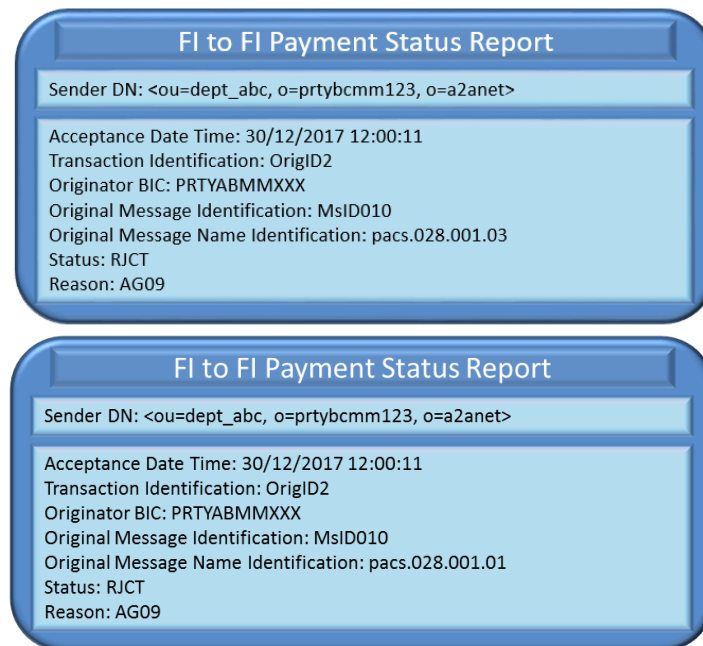 FI to FI Payment Status Report
Sender DN: <ou=dept_abc, o=prtybcmm123, o=a2anet>
Acceptance Date Time: 30/12/2017 12:00:11
Transaction Identification: OrigID2
Originator BIC: PRTYABMMXXX
Original Message Identification: MsID010
Original Message Name Identification: pacs.028.001.03
Status: RJCT
Reason: AG09
FI to FI Payment Status Report
Sender DN: <ou=dept_abc, o=prtybcmm123, o=a2anet>
Acceptance Date Time: 30/12/2017 12:00:11
Transaction Identification: OrigID2
Originator BIC: PRTYABMMXXX
Original Message Identification: MsID010
Original Message Name Identification: pacs.028.001.01
Status: RJCT
Reason: AG09